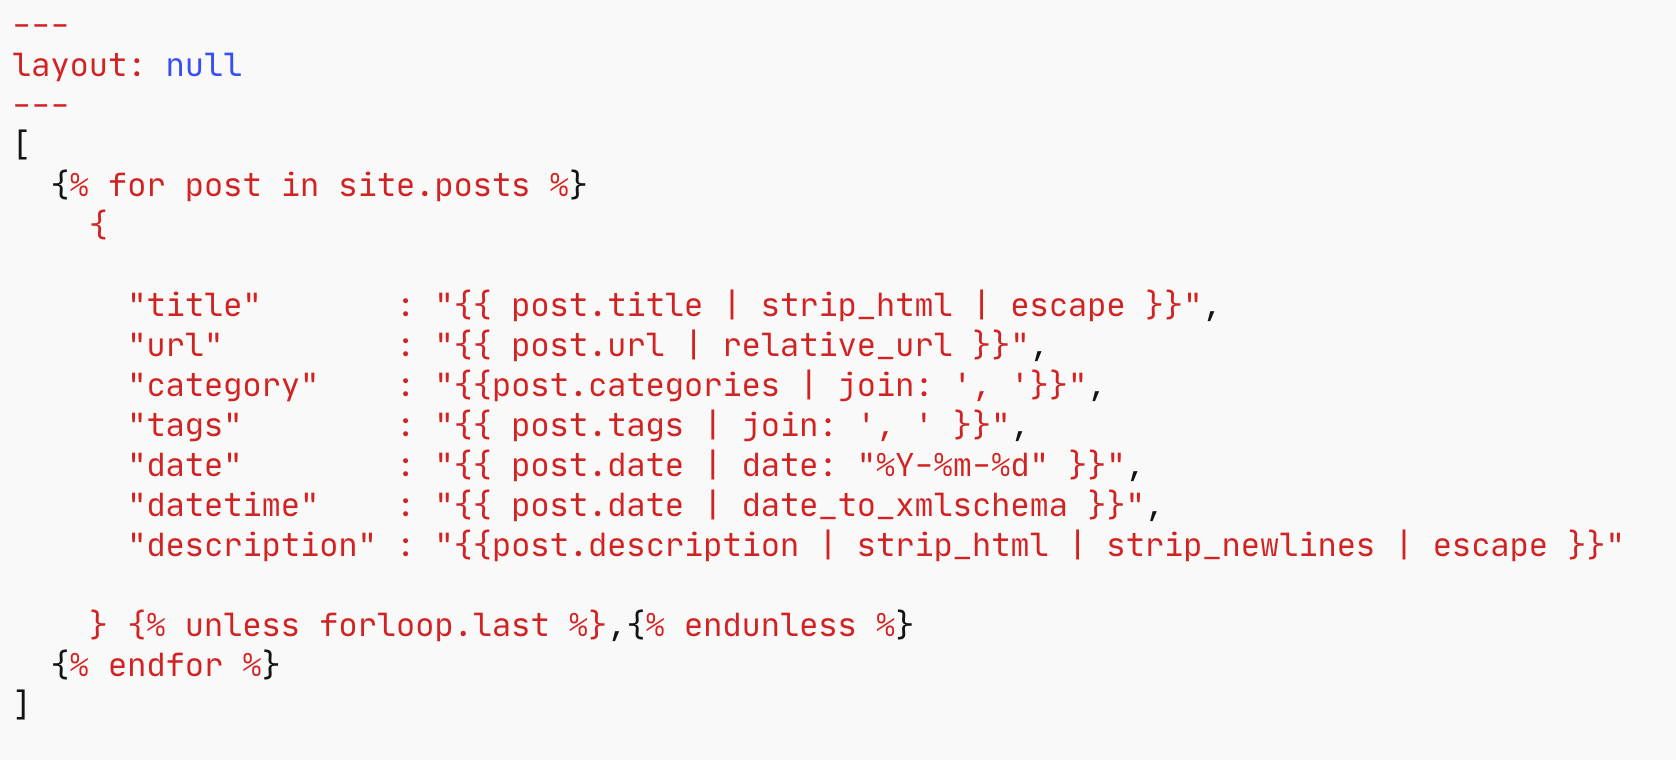 ---
layout: null
---
[
  {% for post in site.posts %}
    {

      "title"       : "{{ post.title | strip_html | escape }}",
      "url"         : "{{ post.url | relative_url }}",
      "category"    : "{{post.categories | join: ', '}}",
      "tags"        : "{{ post.tags | join: ', ' }}",
      "date"        : "{{ post.date | date: "%Y-%m-%d" }}",
      "datetime"    : "{{ post.date | date_to_xmlschema }}",
      "description" : "{{post.description | strip_html | strip_newlines | escape }}"

    } {% unless forloop.last %},{% endunless %}
  {% endfor %}
]